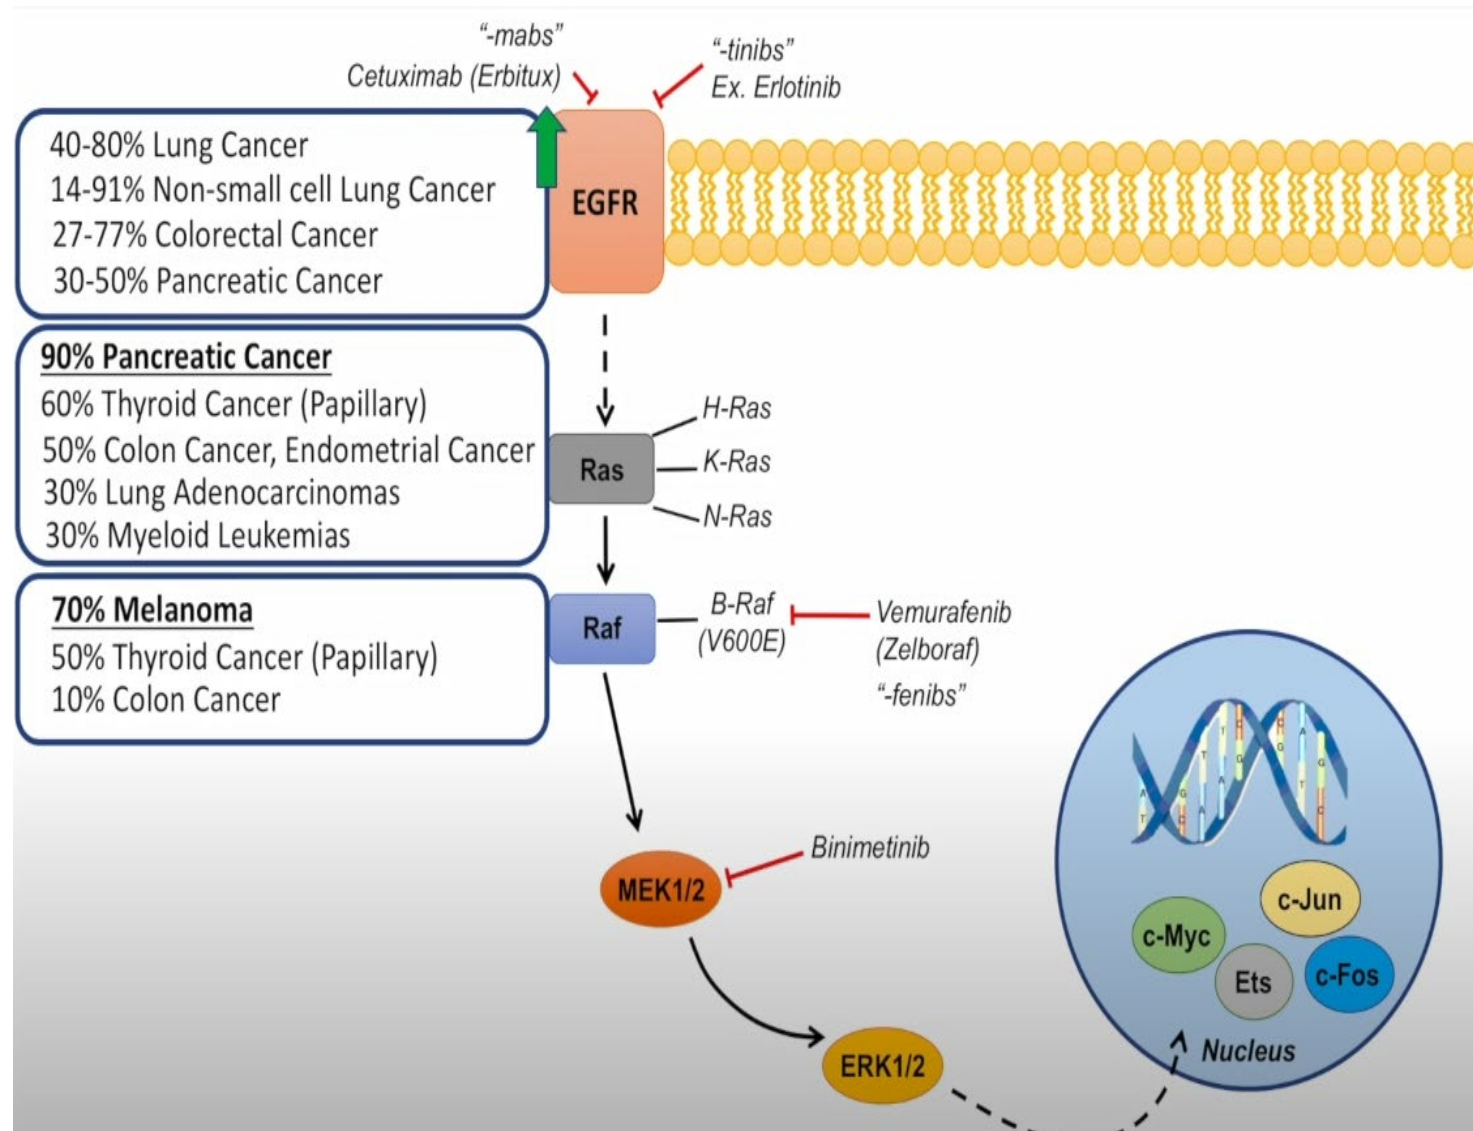 “-mabs”
Cetuximab (Erbitux)
“-tinibs”
Ex. Erlotinib
40-80% Lung Cancer
14-91% Non-small cell Lung Cancer
27-77% Colorectal Cancer
30-50% Pancreatic Cancer
EGFR
90% Pancreatic Cancer
60% Thyroid Cancer (Papillary)
50% Colon Cancer, Endometrial Cancer
30% Lung Adenocarcinomas
30% Myeloid Leukemias
Ras
H-Ras
K-Ras
N-Ras
70% Melanoma
50% Thyroid Cancer (Papillary)
10% Colon Cancer
Raf
B-Raf
(V600E)
Vemurafenib
(Zelboraf)
“-fenibs”
MEK1/2
Binimetinib
ERK1/2
A
T
G
C
T
A
T
A
C
G
C
G
A
T
G
C
c-Jun
c-Myc
Ets
c-Fos
Nucleus